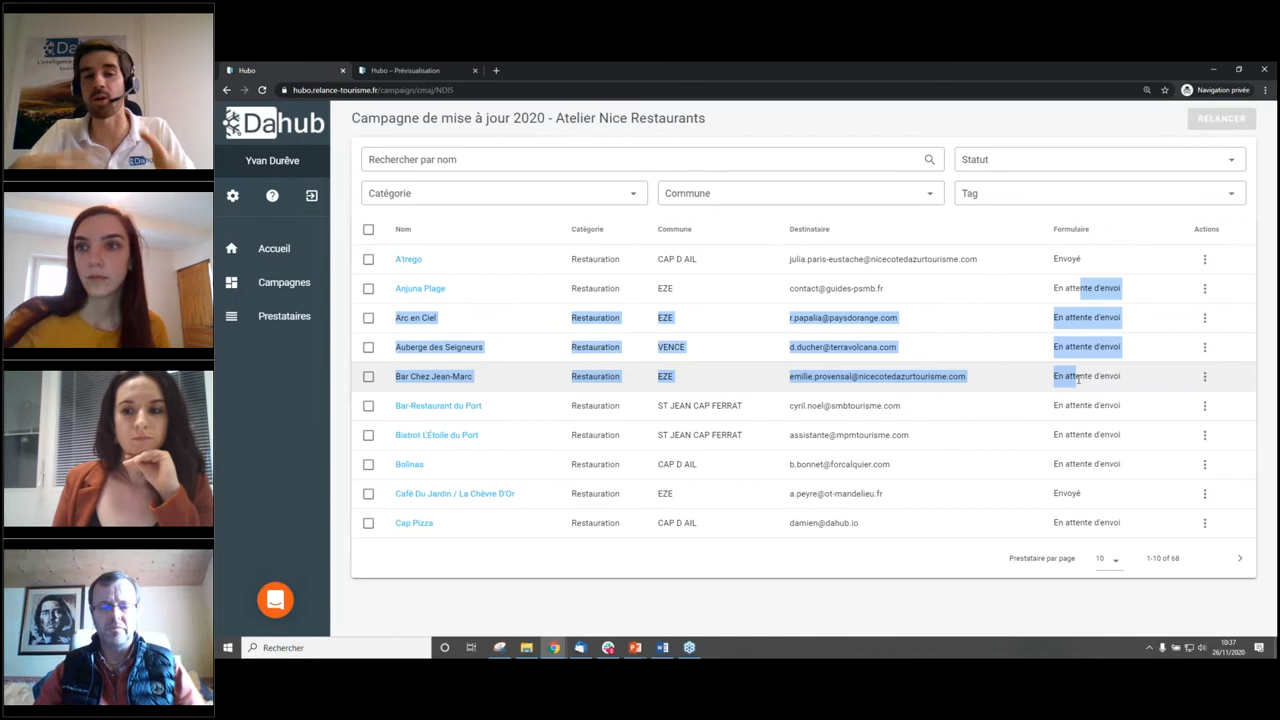 Dahub
L'intelligence
Hubo
Hubo – Prévisualisation
hubo.relance-tourisme.fr/campaign/cmaj/NDI5
Navigation privée
Dahub
Campagne de mise à jour 2020 - Atelier Nice Restaurants
RELANCER
Yvan Durêve
Rechercher par nom
Statut
Catégorie
Commune
Tag
Accueil
Campagnes
Prestataires
Nom Catégorie Commune Destinataire Formulaire Actions
A'trego Restauration CAP D AIL julia.paris-eustache@nicecotedazurtourisme.com Envoyé
Anjuna Plage Restauration EZE contact@guides-psmb.fr En attente d'envoi
Arc en Ciel Restauration EZE r.papalia@paysdorange.com En attente d'envoi
Auberge des Seigneurs Restauration VENCE d.ducher@terravolcana.com En attente d'envoi
Bar Chez Jean-Marc Restauration EZE emilie.provensal@nicecotedazurtourisme.com En attente d'envoi
Bar-Restaurant du Port Restauration ST JEAN CAP FERRAT cyril.noel@smbtourisme.com En attente d'envoi
Bistrot L'Étoile du Port Restauration ST JEAN CAP FERRAT assistante@mpmtourisme.com En attente d'envoi
Bolinas Restauration CAP D AIL b.bonnet@forcalquier.com En attente d'envoi
Café Du Jardin / La Chèvre D'Or Restauration EZE a.peyre@ot-mandelieu.fr Envoyé
Cap Pizza Restauration CAP D AIL damien@dahub.io En attente d'envoi
Prestataire par page 10 1-10 of 68
Rechercher
10:37
26/11/2020